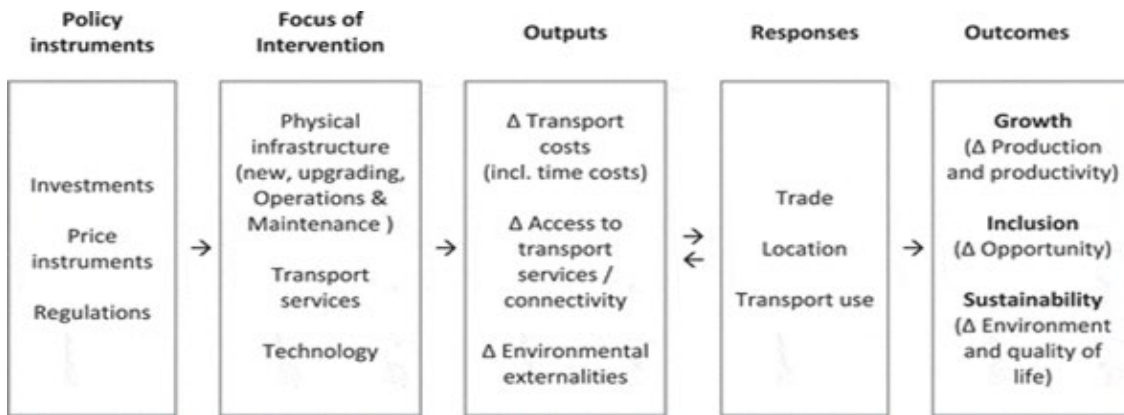 Policy
instruments
Focus of
Intervention
Outputs
Responses
Outcomes
Investments
Price
instruments
Regulations
→
Physical
infrastructure
(new, upgrading,
Operations &
Maintenance )
Transport
services
Technology
→
Δ Transport
costs
(incl. time costs)
Δ Access to
transport
services /
connectivity
Δ Environmental
externalities
→
←
Trade
Location
Transport use
→
Growth
(Δ Production
and productivity)
Inclusion
(Δ Opportunity)
Sustainability
(Δ Environment
and quality of
life)